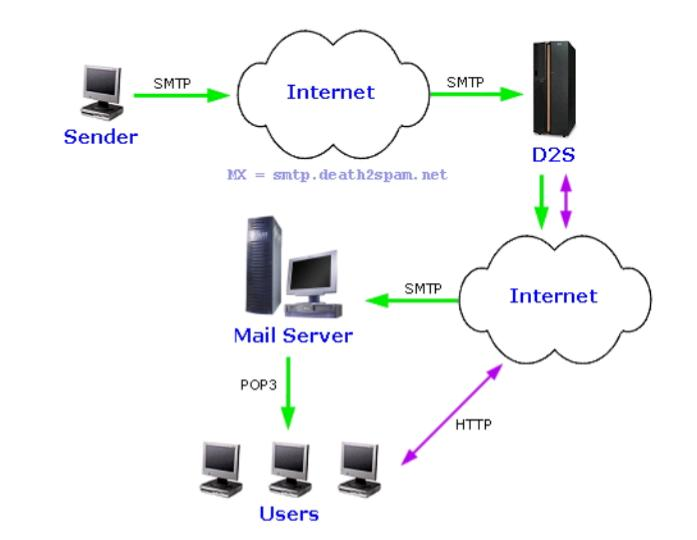 SMTP
Internet
SMTP
Sender
D2S
MX = smtp.death2spam.net
SMTP
Internet
Mail Server
POP3
HTTP
Users